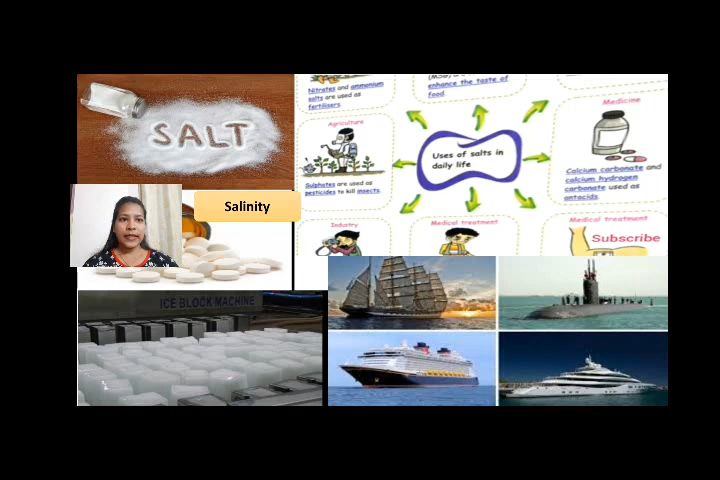 SALT
Salinity
ICE BLOCK MACHINE
Nitrates and ammonium
salts are used as
fertilisers.
enhance the taste of
food.
Agriculture
Sulphates are used as
pesticides to kill insects.
Uses of salts in
daily life
Medicine
Calcium carbonate and
calcium hydrogen
carbonate used as
antacids.
Industry
Medical treatment
Medical treatment
Subscribe